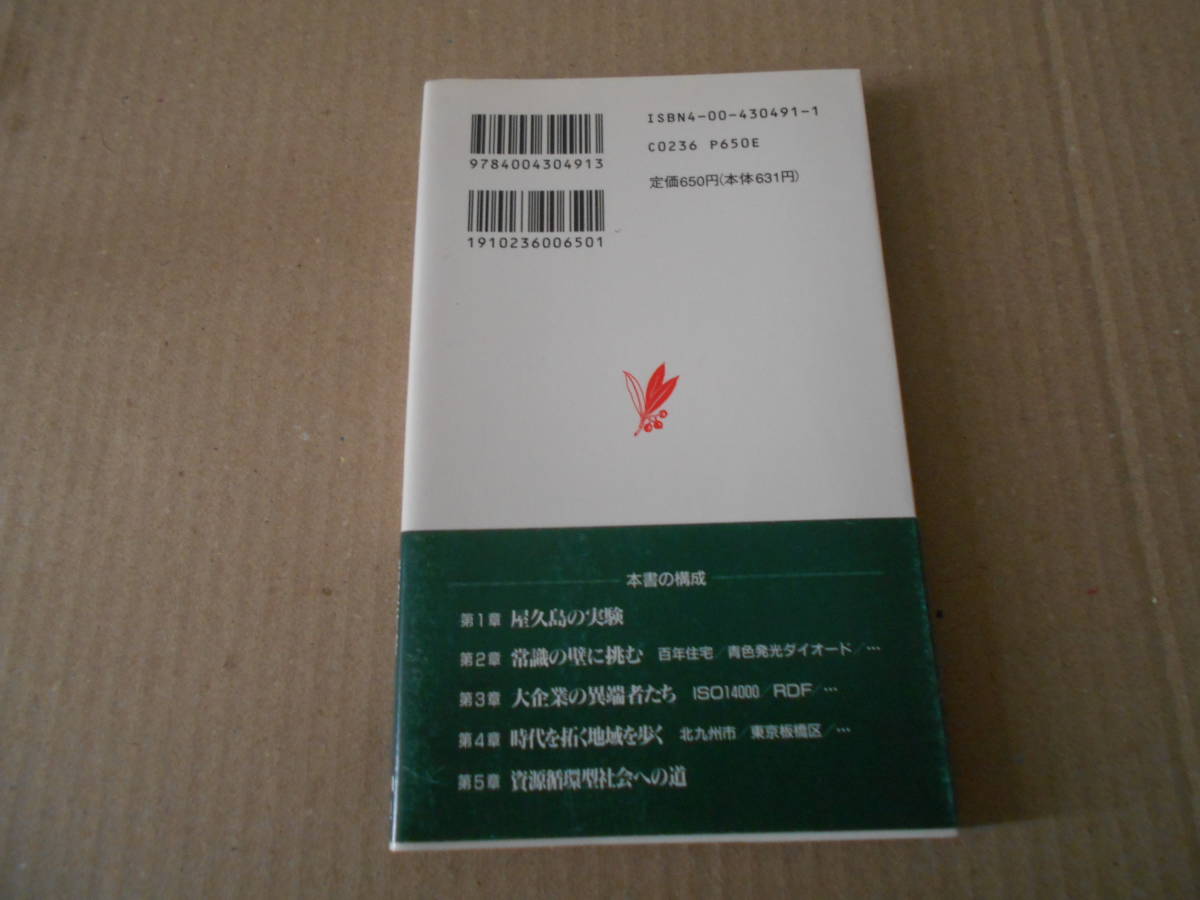 9784004304913
1910236006501
ISBN4-00-430491-1
C0236 P650E
定価650円(本体631円)
本書の構成
第1章 屋久島の実験
第2章 常識の壁に挑む 百年住宅/青色発光ダイオード/…
第3章 大企業の異端者たち ISO14000/RDF/…
第4章 時代を拓く地域を歩く 北九州市/東京板橋区/…
第5章 資源循環型社会への道